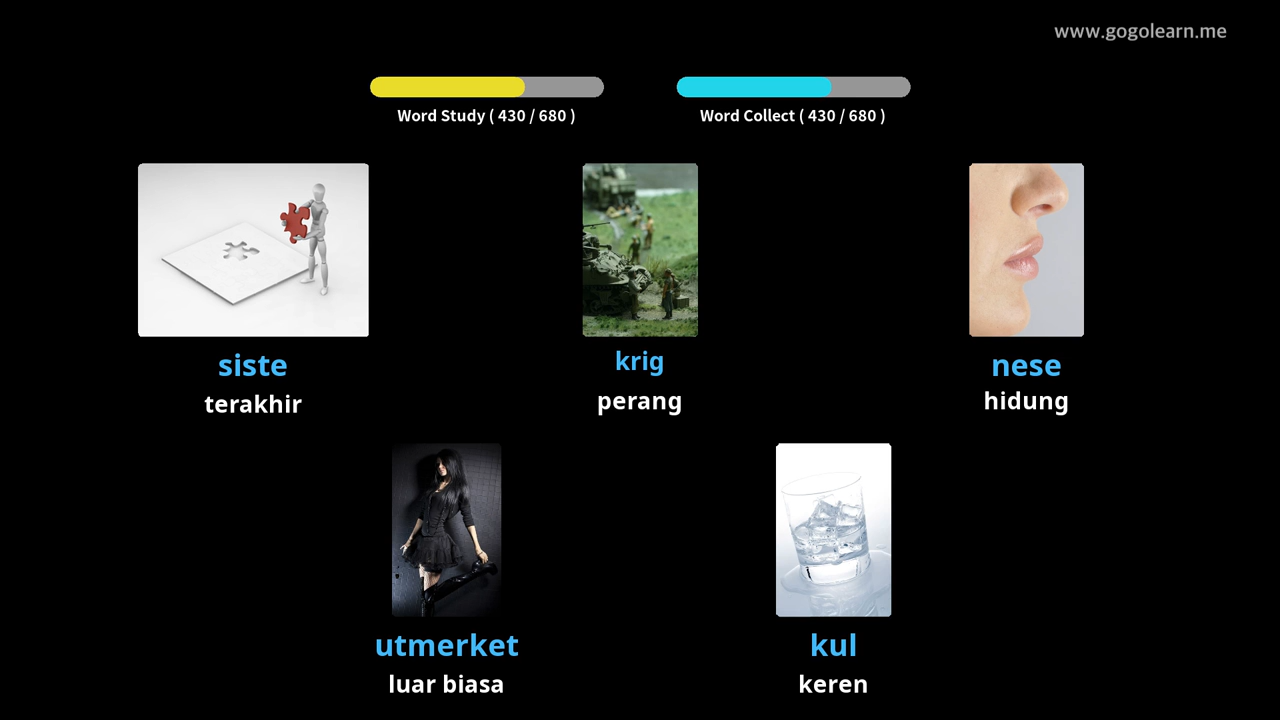 www.gogolearn.me
Word Study ( 430 / 680 )
Word Collect ( 430 / 680 )
siste
terakhir
krig
perang
nese
hidung
utmerket
luar biasa
kul
keren